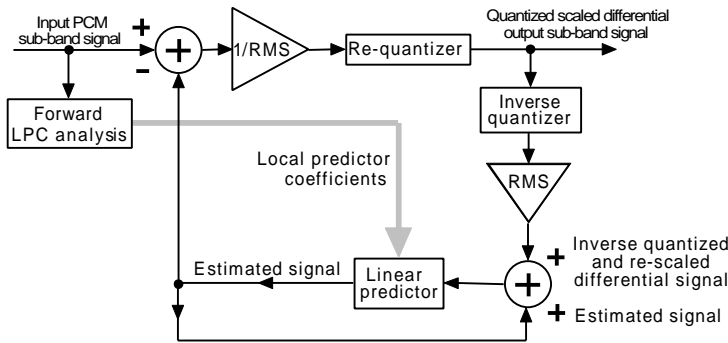 Input PCM
sub-band signal
+
−
+
1/RMS
Re-quantizer
Quantized scaled differential
output sub-band signal
Forward
LPC analysis
Inverse
quantizer
Local predictor
coefficients
RMS
Estimated signal
Linear
predictor
+
+
Inverse quantized
and re-scaled
differential signal
+
Estimated signal